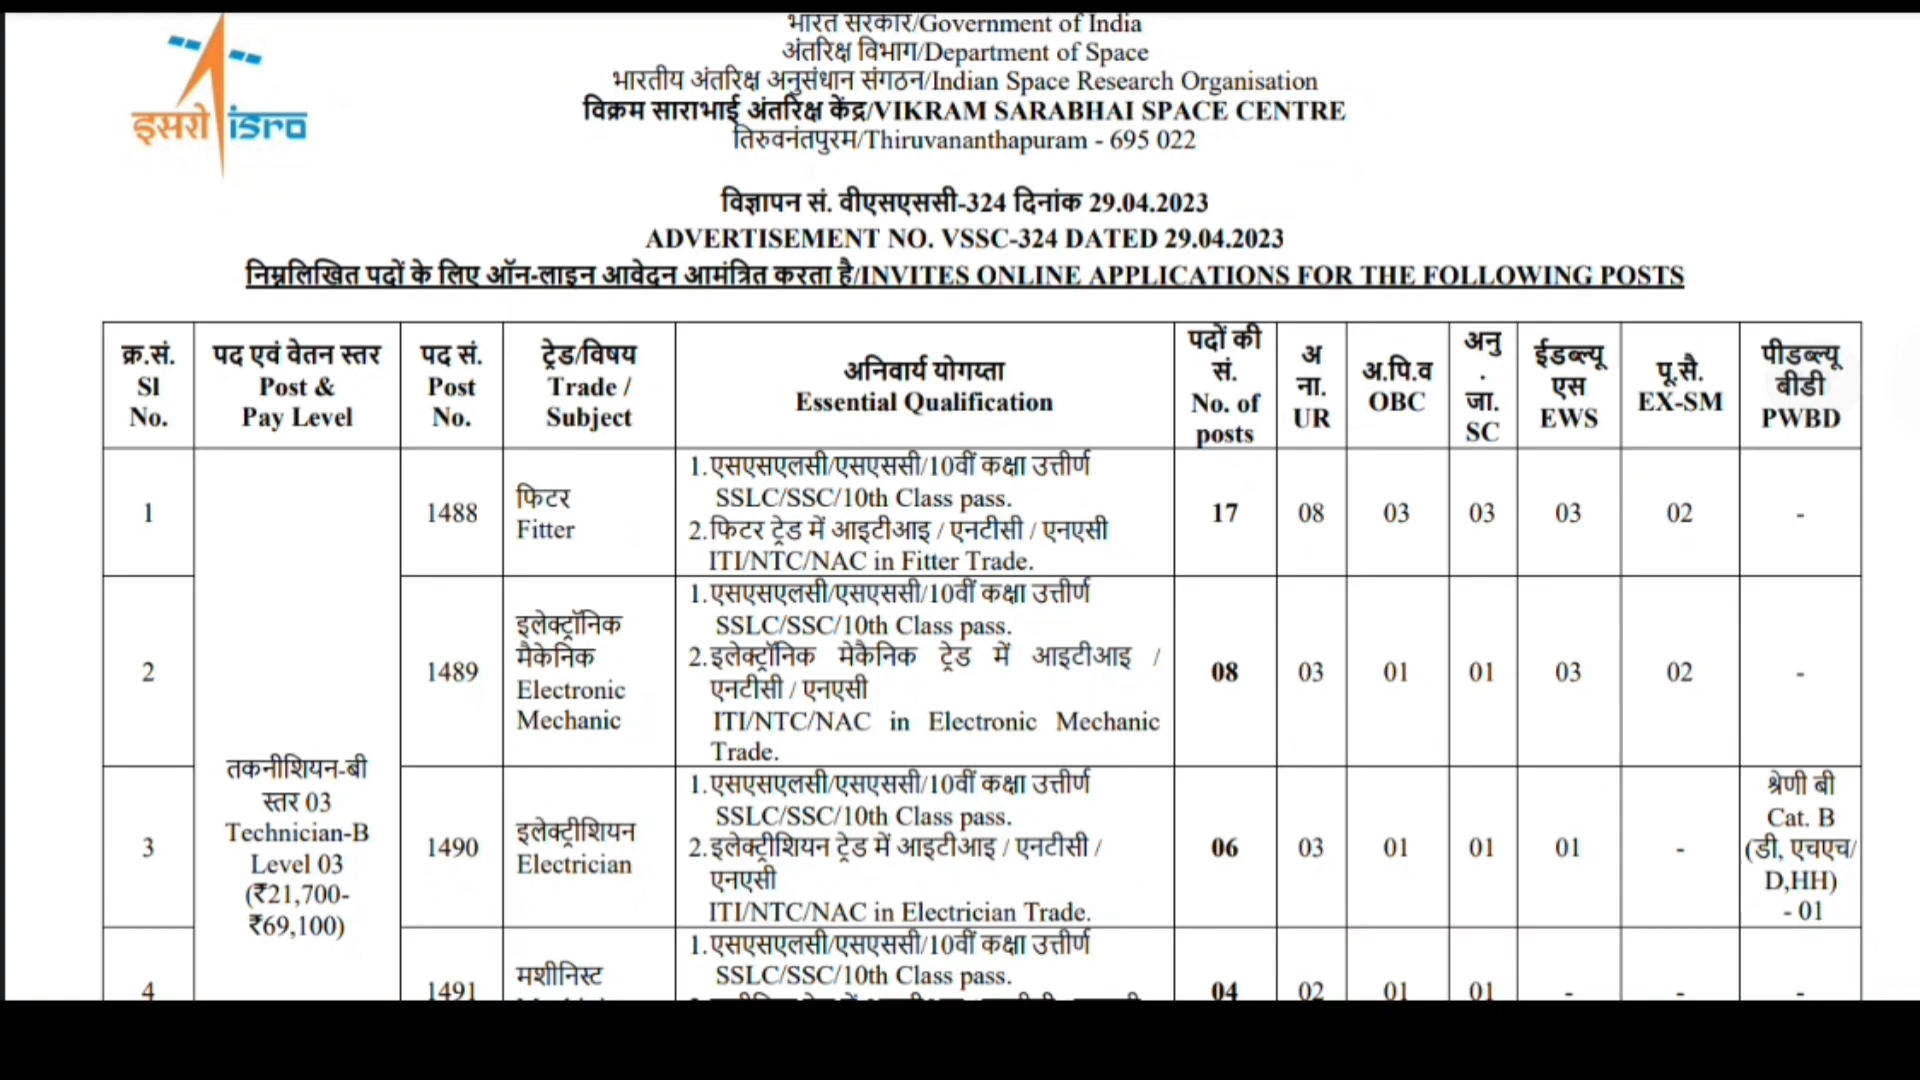 इसरो isro
भारत सरकार/Government of India
अंतरिक्ष विभाग/Department of Space
भारतीय अंतरिक्ष अनुसंधान संगठन/Indian Space Research Organisation
विक्रम साराभाई अंतरिक्ष केंद्र/VIKRAM SARABHAI SPACE CENTRE
तिरुवनंतपुरम/Thiruvananthapuram - 695 022
विज्ञापन सं. वीएसएससी-324 दिनांक 29.04.2023
ADVERTISEMENT NO. VSSC-324 DATED 29.04.2023
निम्नलिखित पदों के लिए ऑन-लाइन आवेदन आमंत्रित करता है/INVITES ONLINE APPLICATIONS FOR THE FOLLOWING POSTS
क्र.सं.
Sl
No.
पद एवं वेतन स्तर
Post &
Pay Level
पद सं.
Post
No.
ट्रेड/विषय
Trade /
Subject
अनिवार्य योगय्ता
Essential Qualification
पदों की
सं.
No. of
posts
अ
ना.
UR
अ.पि.व
OBC
अनु
.
जा.
SC
ईडब्ल्यू
एस
EWS
पू.सै.
EX-SM
पीडब्ल्यू
बीडी
PWBD
1
तकनीशियन-बी
स्तर 03
Technician-B
Level 03
(₹21,700-
₹69,100)
1488
फिटर
Fitter
1.एसएसएलसी/एसएससी/10वीं कक्षा उत्तीर्ण
SSLC/SSC/10th Class pass.
2.फिटर ट्रेड में आइटीआइ / एनटीसी / एनएसी
ITI/NTC/NAC in Fitter Trade.
17
08
03
03
03
02
-
2
1489
इलेक्ट्रॉनिक
मैकेनिक
Electronic
Mechanic
1.एसएसएलसी/एसएससी/10वीं कक्षा उत्तीर्ण
SSLC/SSC/10th Class pass.
2.इलेक्ट्रॉनिक मेकैनिक ट्रेड में आइटीआइ /
एनटीसी / एनएसी
ITI/NTC/NAC in Electronic Mechanic
Trade.
08
03
01
01
03
02
-
3
1490
इलेक्ट्रीशियन
Electrician
1.एसएसएलसी/एसएससी/10वीं कक्षा उत्तीर्ण
SSLC/SSC/10th Class pass.
2.इलेक्ट्रीशियन ट्रेड में आइटीआइ / एनटीसी /
एनएसी
ITI/NTC/NAC in Electrician Trade.
06
03
01
01
01
-
श्रेणी बी
Cat. B
(डी, एचएच/
D,HH)
- 01
4
1491
मशीनिस्ट
1.एसएसएलसी/एसएससी/10वीं कक्षा उत्तीर्ण
SSLC/SSC/10th Class pass.
04
02
01
01
-
-
-